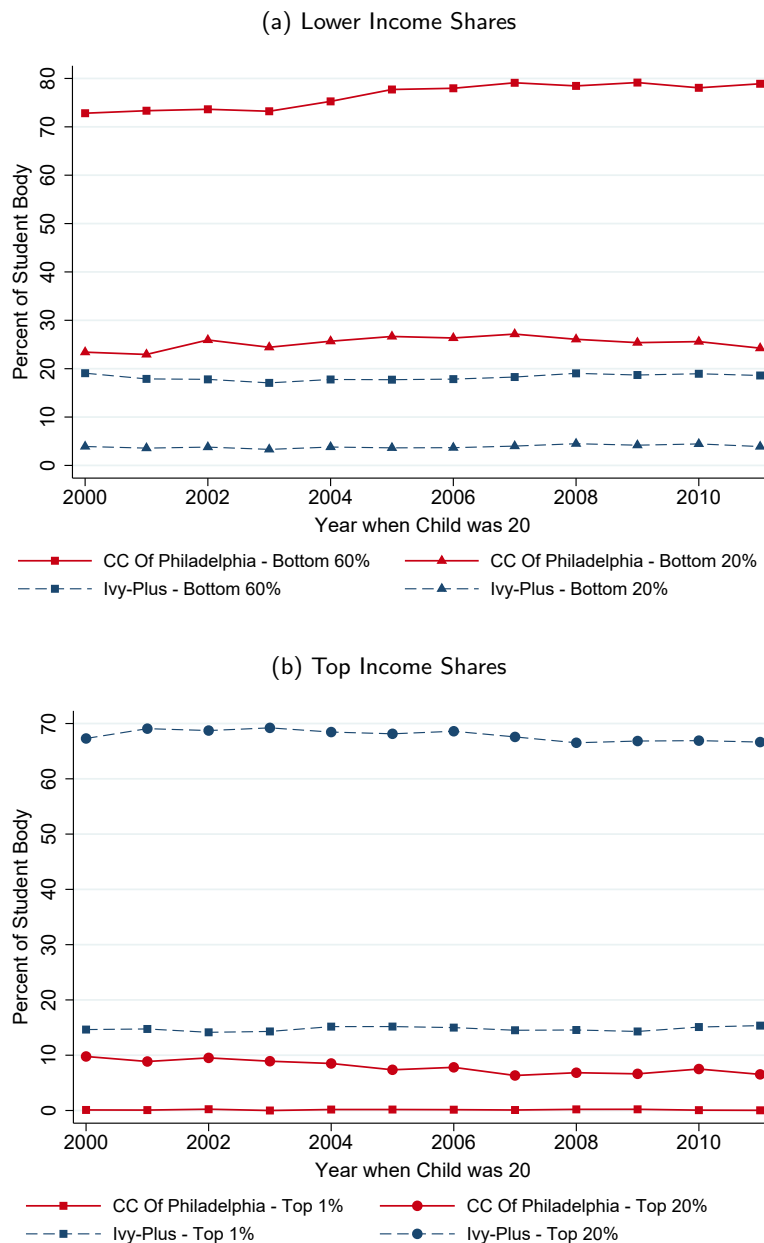 (a) Lower Income Shares
Percent of Student Body
80
70
60
50
40
30
20
10
0
2000 2002 2004 2006 2008 2010
Year when Child was 20
CC Of Philadelphia - Bottom 60% CC Of Philadelphia - Bottom 20%
Ivy-Plus - Bottom 60% Ivy-Plus - Bottom 20%
(b) Top Income Shares
Percent of Student Body
70
60
50
40
30
20
10
0
2000 2002 2004 2006 2008 2010
Year when Child was 20
CC Of Philadelphia - Top 1% CC Of Philadelphia - Top 20%
Ivy-Plus - Top 1% Ivy-Plus - Top 20%